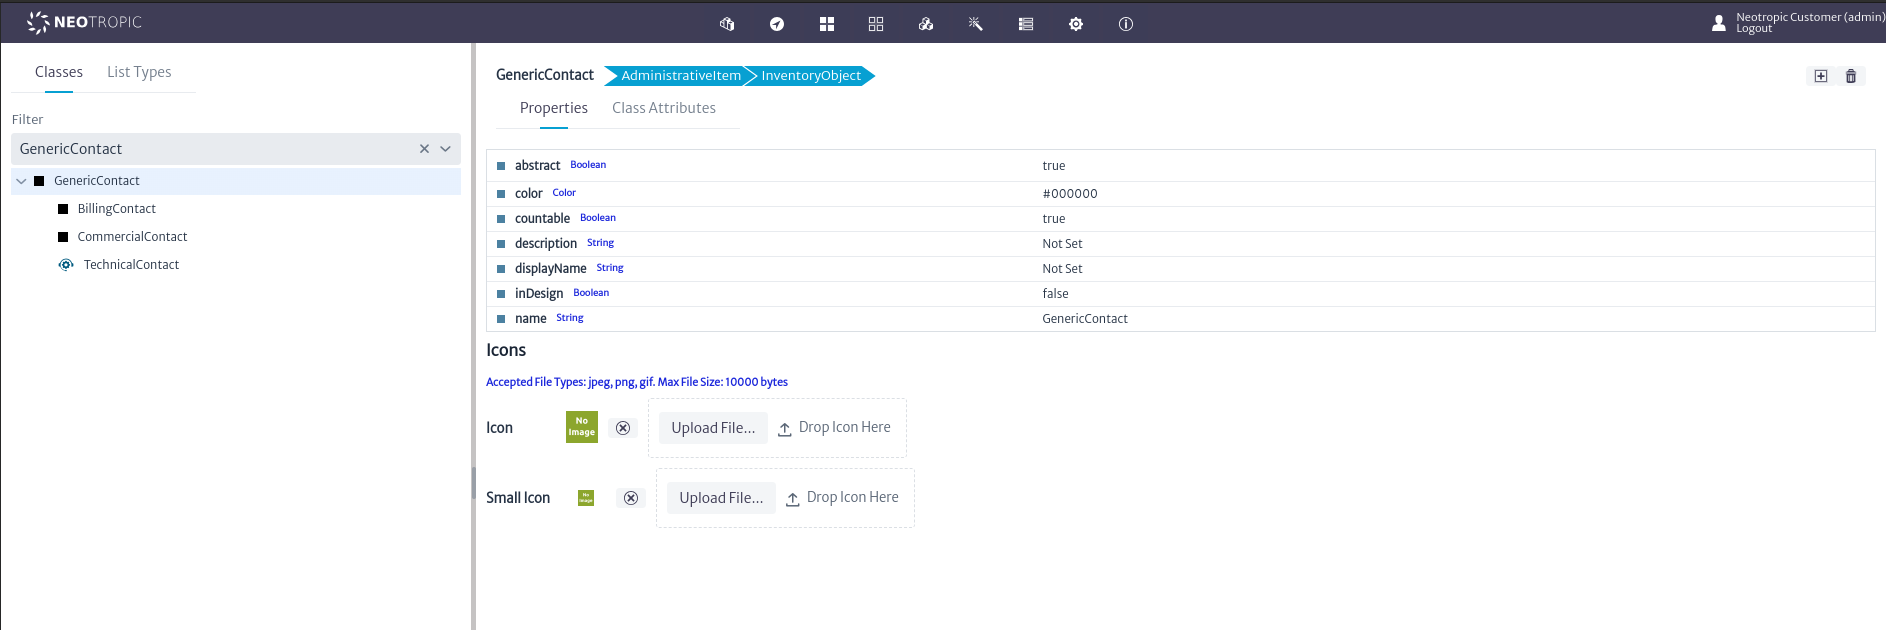 NEOTROPIC
Neotropic Customer (admin)
Logout
Classes List Types
Filter
GenericContact
GenericContact
BillingContact
CommercialContact
TechnicalContact
GenericContact AdministrativeItem InventoryObject
Properties Class Attributes
abstract Boolean true
color Color #000000
countable Boolean true
description String Not Set
displayName String Not Set
inDesign Boolean false
name String GenericContact
Icons
Accepted File Types: jpeg, png, gif. Max File Size: 10000 bytes
Icon No Image Upload File... Drop Icon Here
Small Icon No Image Upload File... Drop Icon Here